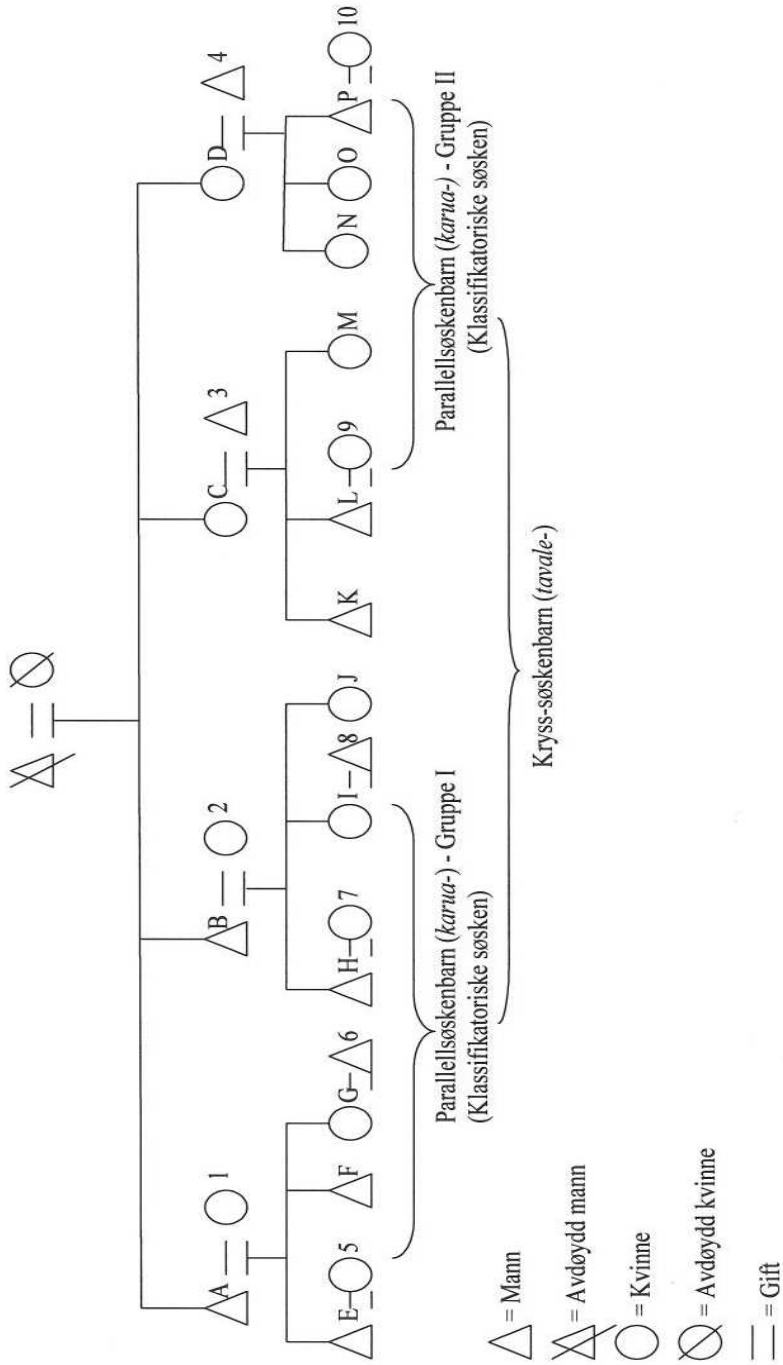 A 1
B 2
C 3
D 4
E 5
F
G 6
H 7
I 8
J
K
L 9
M
N
O
P 10
Parallellsøskenbarn (karua-) - Gruppe I
(Klassifikatoriske søsken)
Parallellsøskenbarn (karua-) - Gruppe II
(Klassifikatoriske søsken)
Kryss-søskenbarn (tavale-)
= Mann
= Avdøydd mann
= Kvinne
= Avdøydd kvinne
= Gift